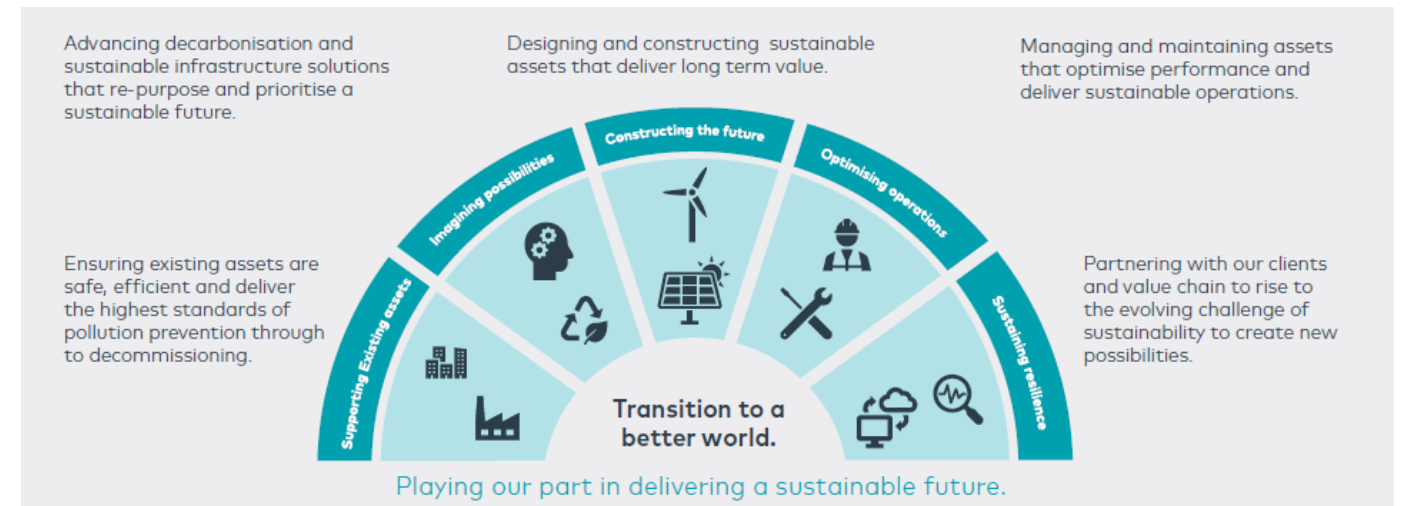 Advancing decarbonisation and
sustainable infrastructure solutions
that re-purpose and prioritise a
sustainable future.
Designing and constructing sustainable
assets that deliver long term value.
Managing and maintaining assets
that optimise performance and
deliver sustainable operations.
Ensuring existing assets are
safe, efficient and deliver
the highest standards of
pollution prevention through
to decommissioning.
Supporting Existing assets
Imagining possibilities
Constructing the future
Optimising operations
Sustaining resilience
Partnering with our clients
and value chain to rise to
the evolving challenge of
sustainability to create new
possibilities.
Transition to a
better world.
Playing our part in delivering a sustainable future.